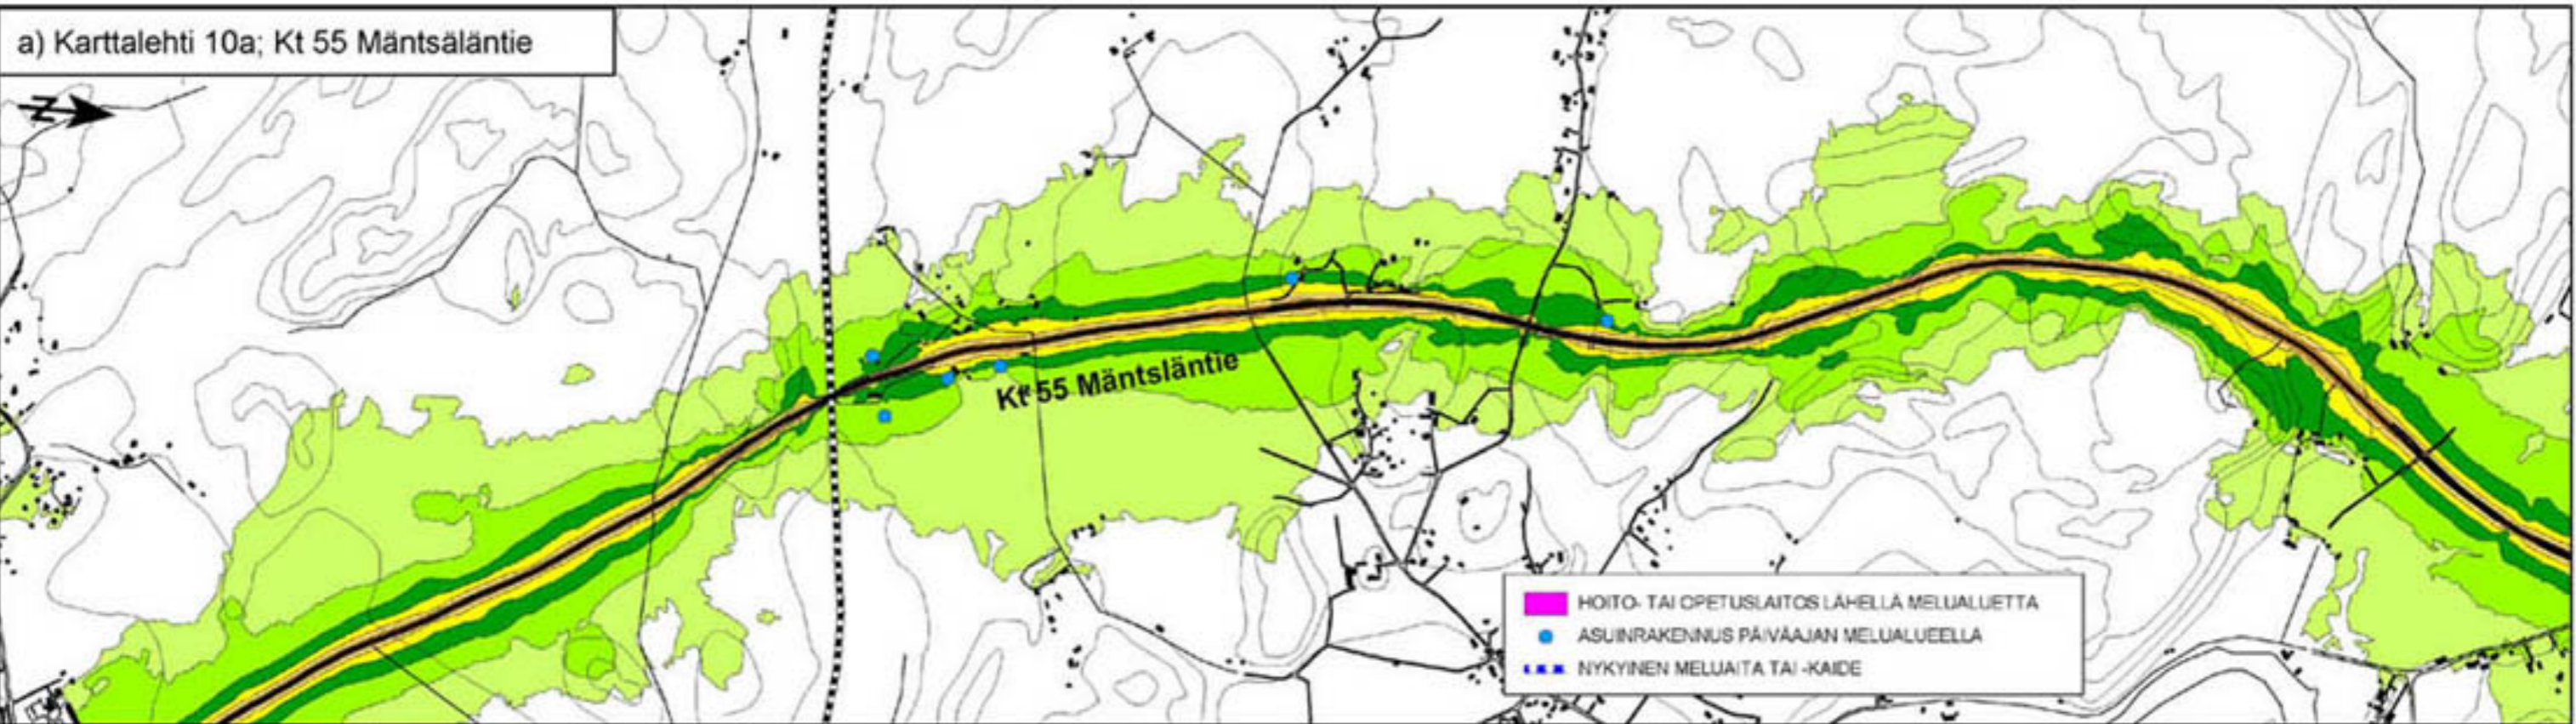 a) Karttalehti 10a; Kt 55 Mäntsäläntie
N
Kt 55 Mäntsläntie
HOITO- TAI OPETUSLAITOS LÄHELLÄ MELUALUETTA
ASUINRAKENNUS PÄIVÄAJAN MELUALUEELLA
NYKYINEN MELUAITA TAI -KAIDE